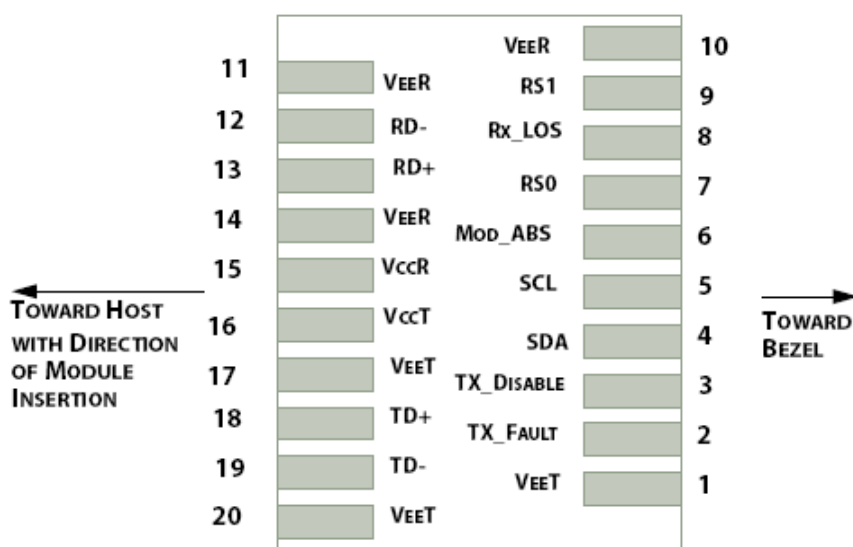 VEER 10
11 VEER
RS1 9
12 RD-
Rx_LOS 8
13 RD+
RS0 7
14 VEER
MOD_ABS 6
15 VCCR
SCL 5
16 VCCT
SDA 4
17 VEET
TX_DISABLE 3
18 TD+
TX_FAULT 2
19 TD-
VEET 1
20 VEET
TOWARD HOST
WITH DIRECTION
OF MODULE
INSERTION
TOWARD
BEZEL